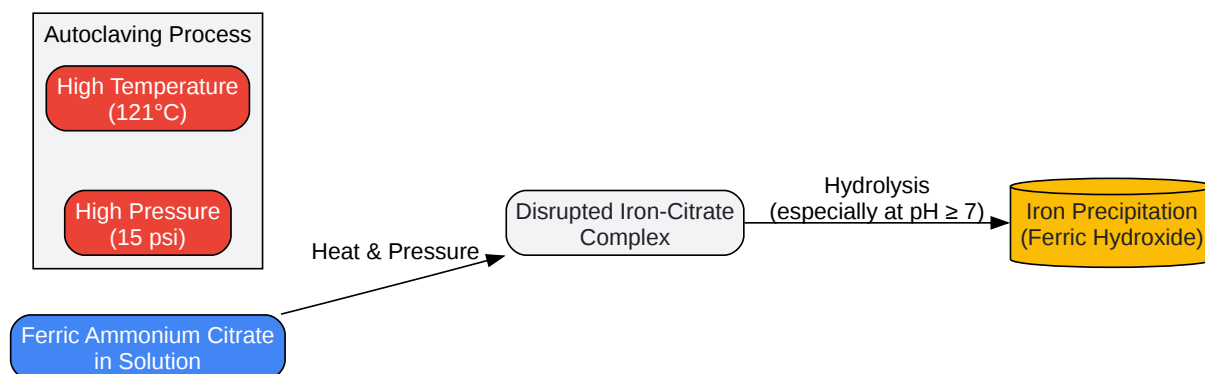 Autoclaving Process
High Temperature
(121°C)
High Pressure
(15 psi)
Ferric Ammonium Citrate
in Solution
Heat & Pressure
Disrupted Iron-Citrate
Complex
Hydrolysis
(especially at pH ≥ 7)
Iron Precipitation
(Ferric Hydroxide)